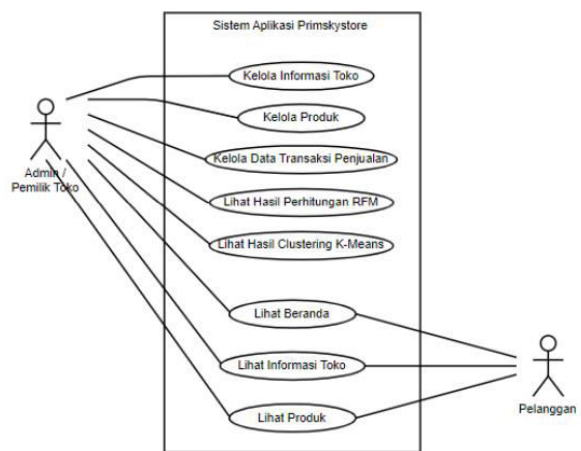 Sistem Aplikasi Primskystore
Kelola Informasi Toko
Kelola Produk
Kelola Data Transaksi Penjualan
Admin /
Pemilik Toko
Lihat Hasil Perhitungan RFM
Lihat Hasil Clustering K-Means
Lihat Beranda
Lihat Informasi Toko
Lihat Produk
Pelanggan